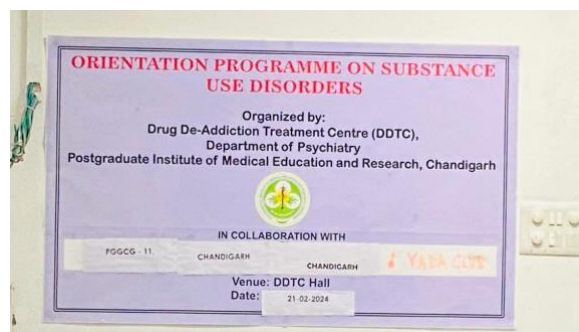 ORIENTATION PROGRAMME ON SUBSTANCE
USE DISORDERS
Organized by:
Drug De-Addiction Treatment Centre (DDTC),
Department of Psychiatry
Postgraduate Institute of Medical Education and Research, Chandigarh
IN COLLABORATION WITH
PGGCG - 11, CHANDIGARH CHANDIGARH
Venue: DDTC Hall
Date: 21-02-2024